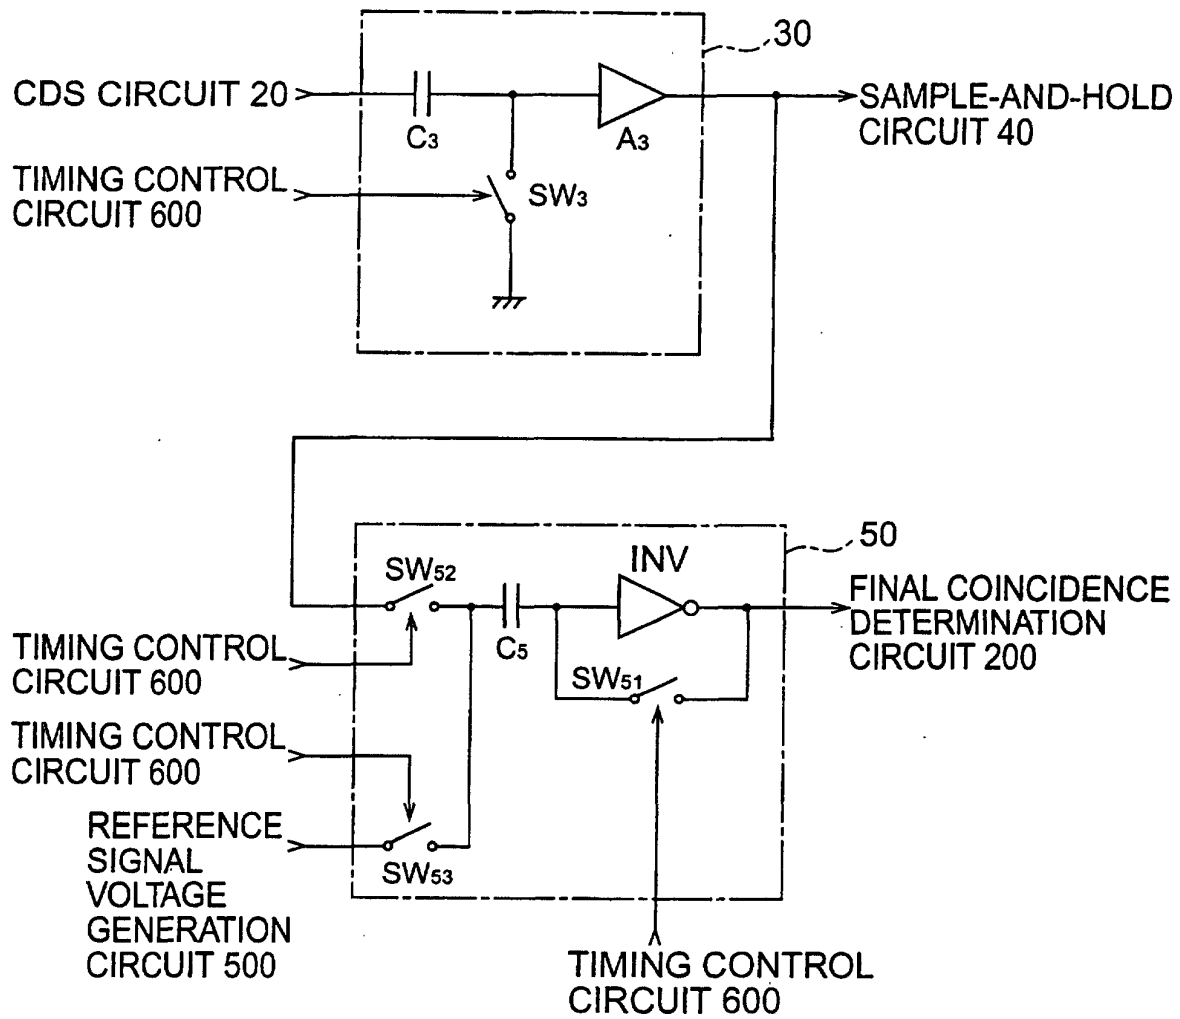 30
CDS CIRCUIT 20
C3
A3
SAMPLE-AND-HOLD
CIRCUIT 40
TIMING CONTROL
CIRCUIT 600
SW3
50
SW52
INV
C5
FINAL COINCIDENCE
DETERMINATION
CIRCUIT 200
TIMING CONTROL
CIRCUIT 600
SW51
TIMING CONTROL
CIRCUIT 600
REFERENCE
SIGNAL
VOLTAGE
GENERATION
CIRCUIT 500
SW53
TIMING CONTROL
CIRCUIT 600